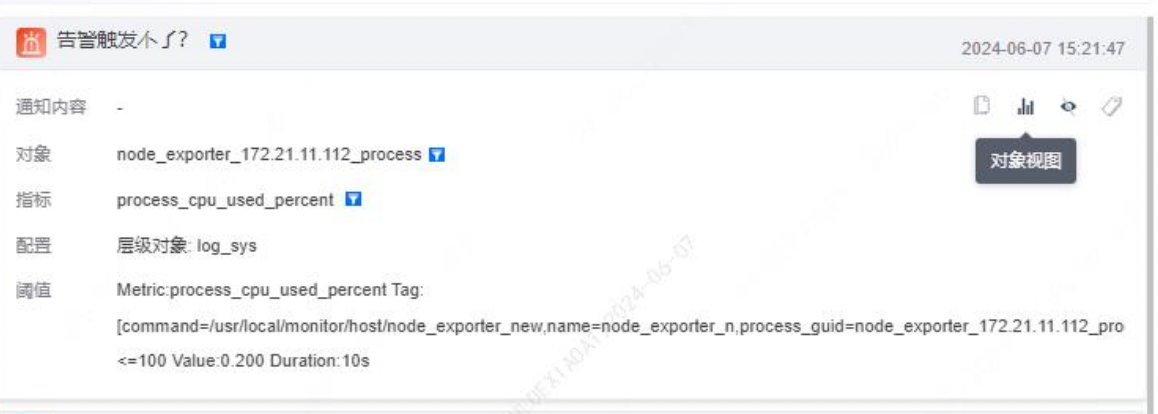 告警触发不了?
2024-06-07 15:21:47
通知内容 -
对象视图
对象 node_exporter_172.21.11.112_process
指标 process_cpu_used_percent
配置 层级对象: log_sys
阈值 Metric:process_cpu_used_percent Tag:
[command=/usr/local/monitor/host/node_exporter_new,name=node_exporter_n,process_guid=node_exporter_172.21.11.112_pro
<=100 Value:0.200 Duration:10s
2024-06-07